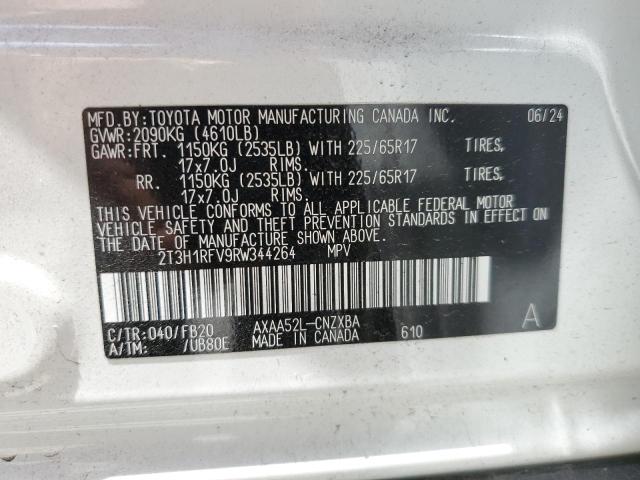 MFD.BY:TOYOTA MOTOR MANUFACTURING CANADA INC. 06/24
GVWR:2090KG (4610LB)
GAWR:FRT. 1150KG (2535LB) WITH 225/65R17 TIRES,
17x7.0J RIMS.
RR. 1150KG (2535LB) WITH 225/65R17 TIRES,
17x7.0J RIMS.
THIS VEHICLE CONFORMS TO ALL APPLICABLE FEDERAL MOTOR
VEHICLE SAFETY AND THEFT PREVENTION STANDARDS IN EFFECT ON
THE DATE OF MANUFACTURE SHOWN ABOVE.
2T3H1RFV9RW344264 MPV
C/TR:040/FB20 AXAA52L-CNZXBA 610 A
A/TM: /UB80E MADE IN CANADA